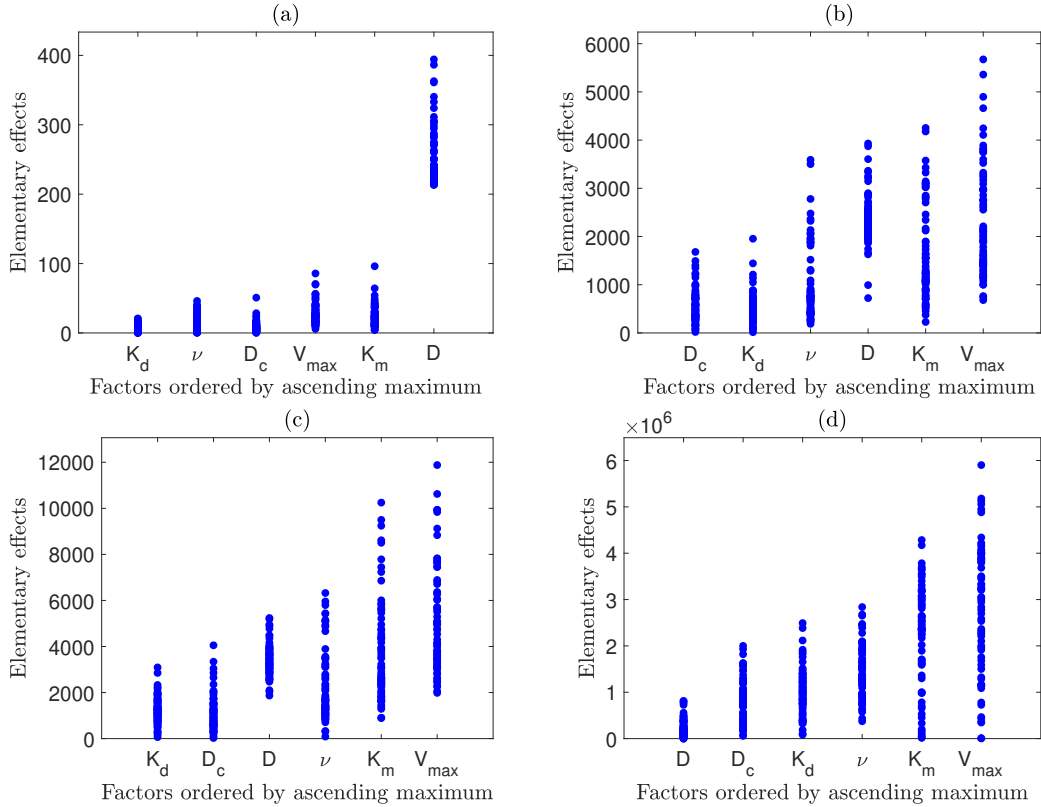 (a)
400
300
200
100
0
Elementary effects
K_d ν D_c V_max K_m D
Factors ordered by ascending maximum
(b)
6000
5000
4000
3000
2000
1000
0
Elementary effects
D_c K_d ν D K_m V_max
Factors ordered by ascending maximum
(c)
12000
10000
8000
6000
4000
2000
0
Elementary effects
K_d D_c D ν K_m V_max
Factors ordered by ascending maximum
(d)
×10^6
6
5
4
3
2
1
0
Elementary effects
D D_c K_d ν K_m V_max
Factors ordered by ascending maximum